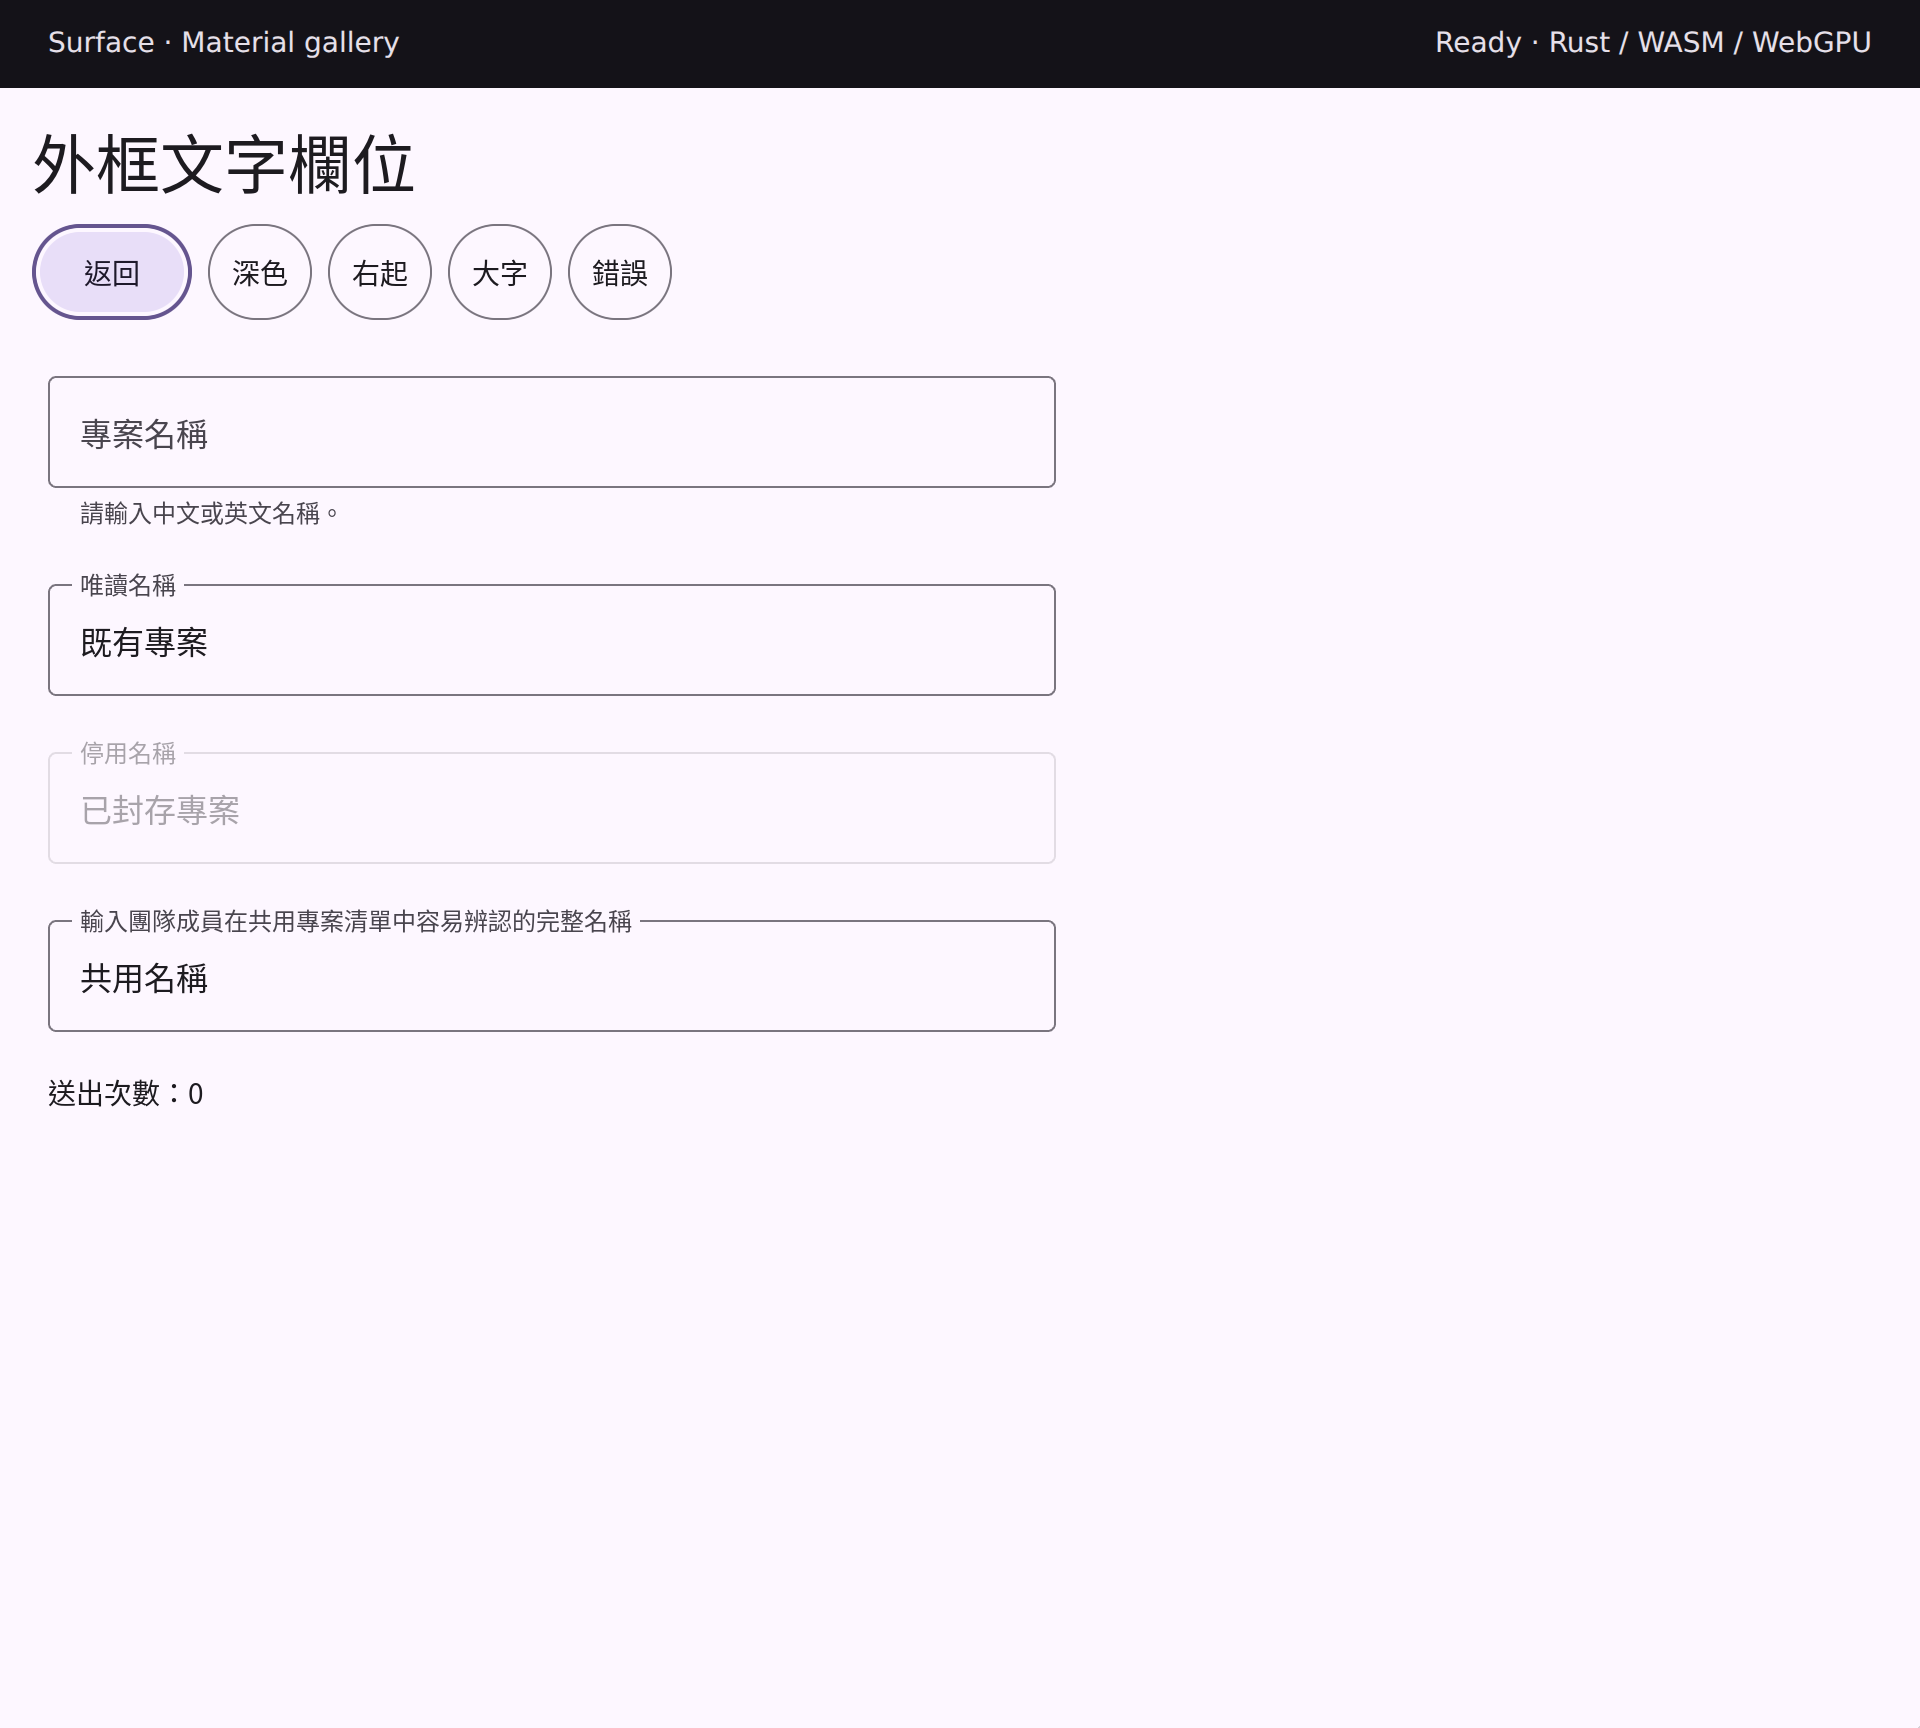 Surface · Material gallery
Ready · Rust / WASM / WebGPU
外框文字欄位
返回 深色 右起 大字 錯誤
專案名稱
請輸入中文或英文名稱。
唯讀名稱
既有專案
停用名稱
已封存專案
輸入團隊成員在共用專案清單中容易辨認的完整名稱
共用名稱
送出次數：0